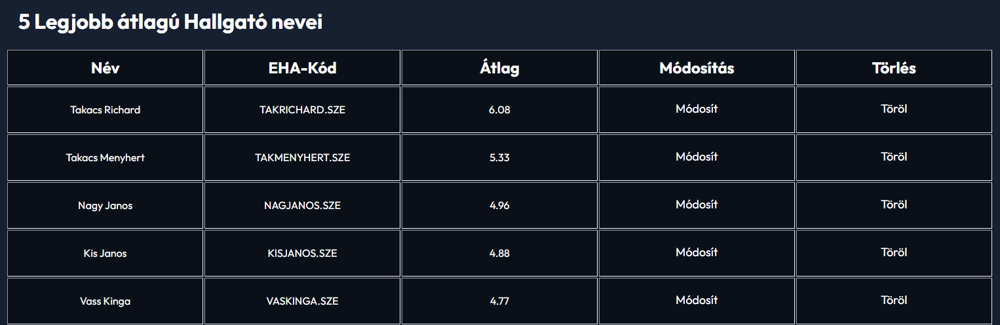 5 Legjobb átlagú Hallgató nevei
Név EHA-Kód Átlag Módosítás Törlés
Takacs Richard TAKRICHARD.SZE 6.08 Módosít Töröl
Takacs Menyhert TAKMENYHERT.SZE 5.33 Módosít Töröl
Nagy Janos NAGJANOS.SZE 4.96 Módosít Töröl
Kis Janos KISJANOS.SZE 4.88 Módosít Töröl
Vass Kinga VASKINGA.SZE 4.77 Módosít Töröl